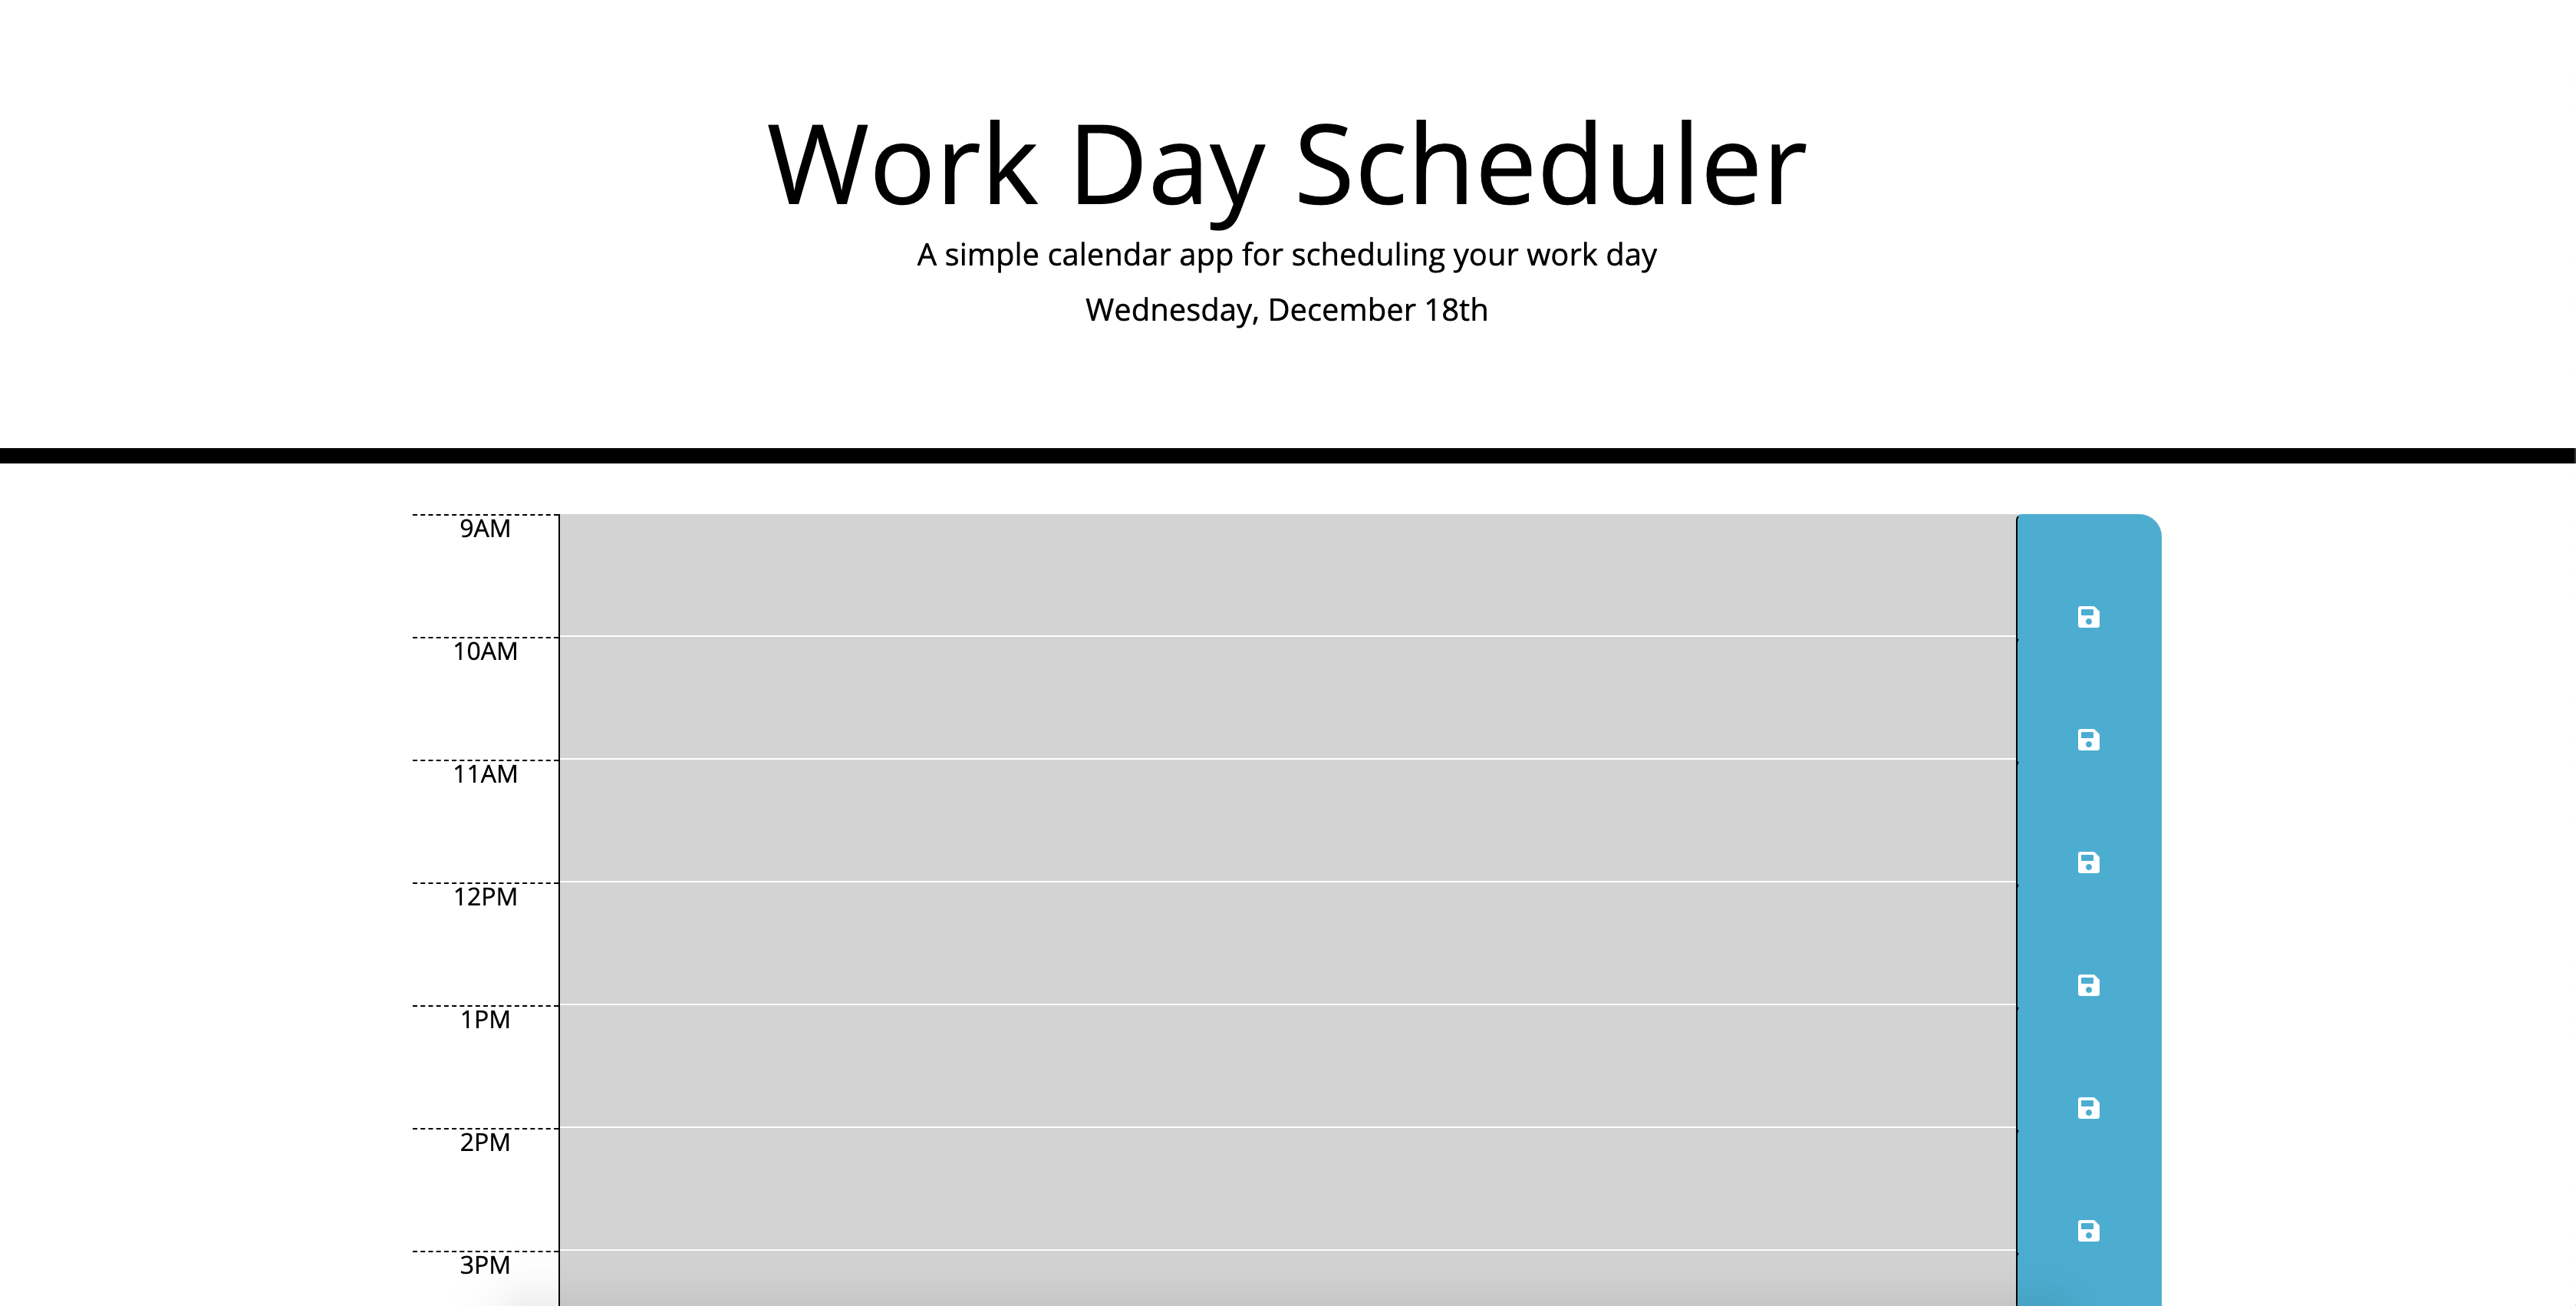 Work Day Scheduler
A simple calendar app for scheduling your work day
Wednesday, December 18th
9AM
10AM
11AM
12PM
1PM
2PM
3PM